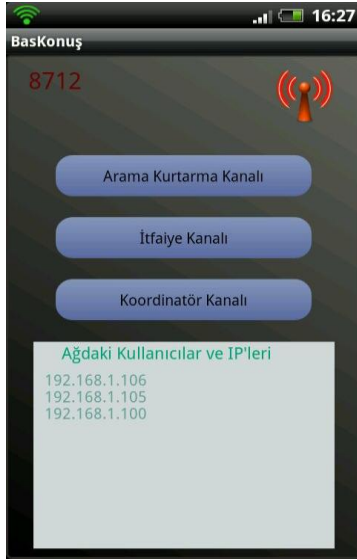 16:27
BasKonuş
8712
Arama Kurtarma Kanalı
İtfaiye Kanalı
Koordinatör Kanalı
Ağdaki Kullanıcılar ve IP'leri
192.168.1.106
192.168.1.105
192.168.1.100